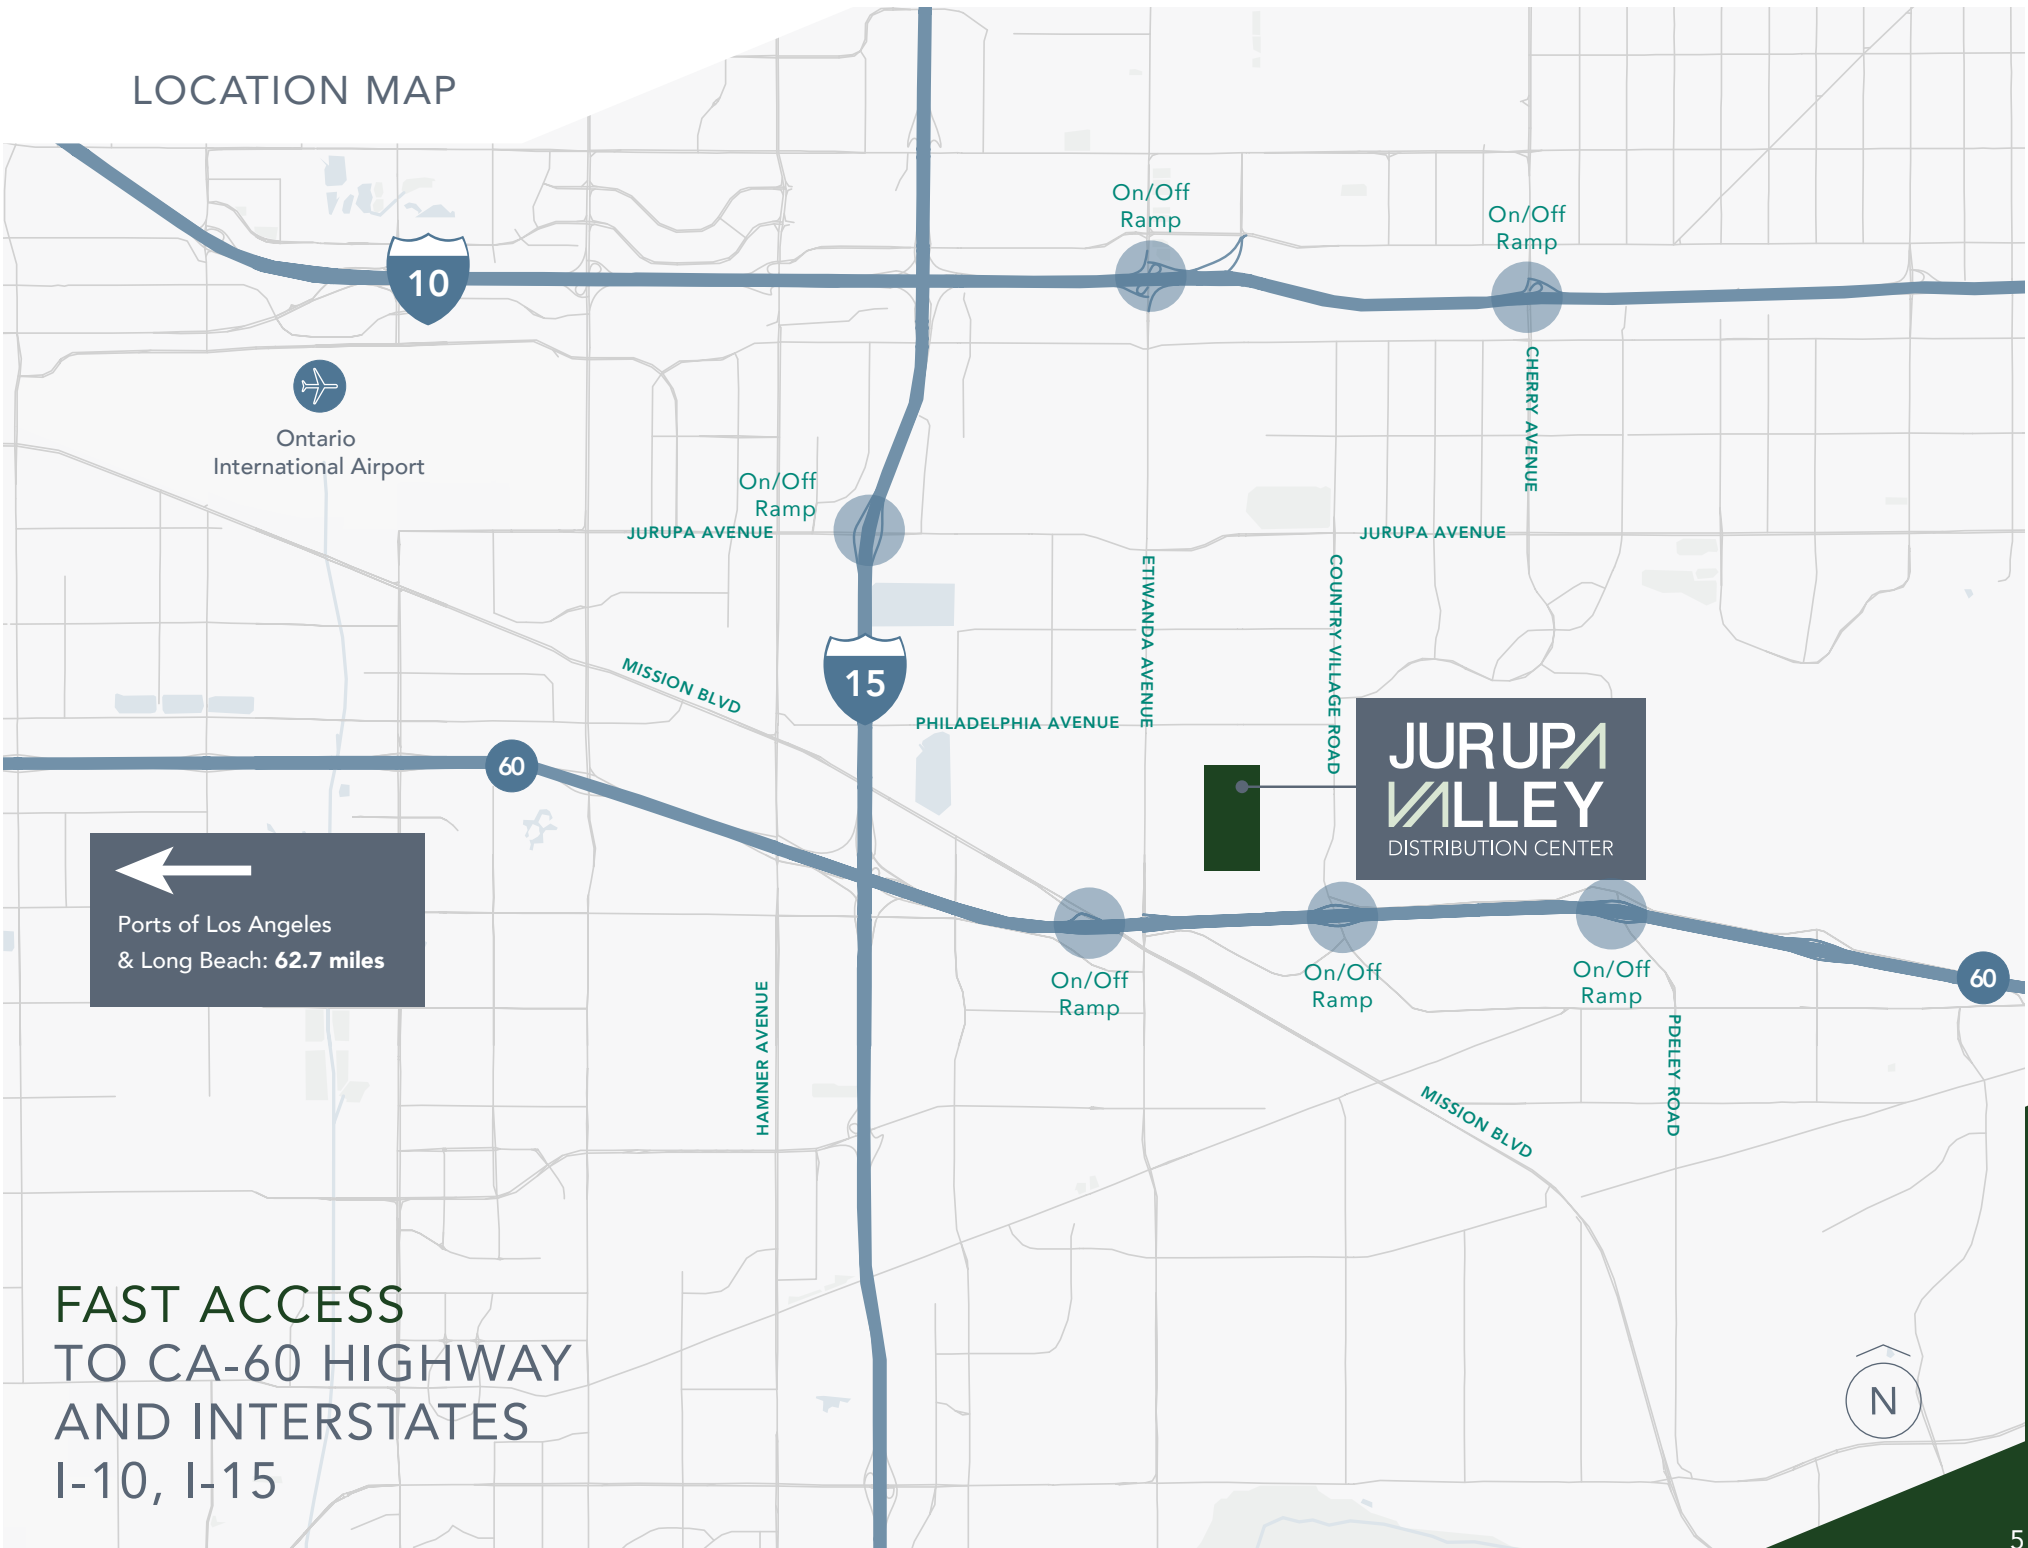 LOCATION MAP
On/Off
Ramp
On/Off
Ramp
10
CHERRY AVENUE
Ontario
International Airport
On/Off
Ramp
JURUPA AVENUE
JURUPA AVENUE
ETIWANDA AVENUE
COUNTRY VILLAGE ROAD
15
MISSION BLVD
PHILADELPHIA AVENUE
60
JURUPA
VALLEY
DISTRIBUTION CENTER
Ports of Los Angeles
& Long Beach: 62.7 miles
On/Off
Ramp
On/Off
Ramp
On/Off
Ramp
60
HAMNER AVENUE
PDELEY ROAD
MISSION BLVD
FAST ACCESS
TO CA-60 HIGHWAY
AND INTERSTATES
I-10, I-15
N
5